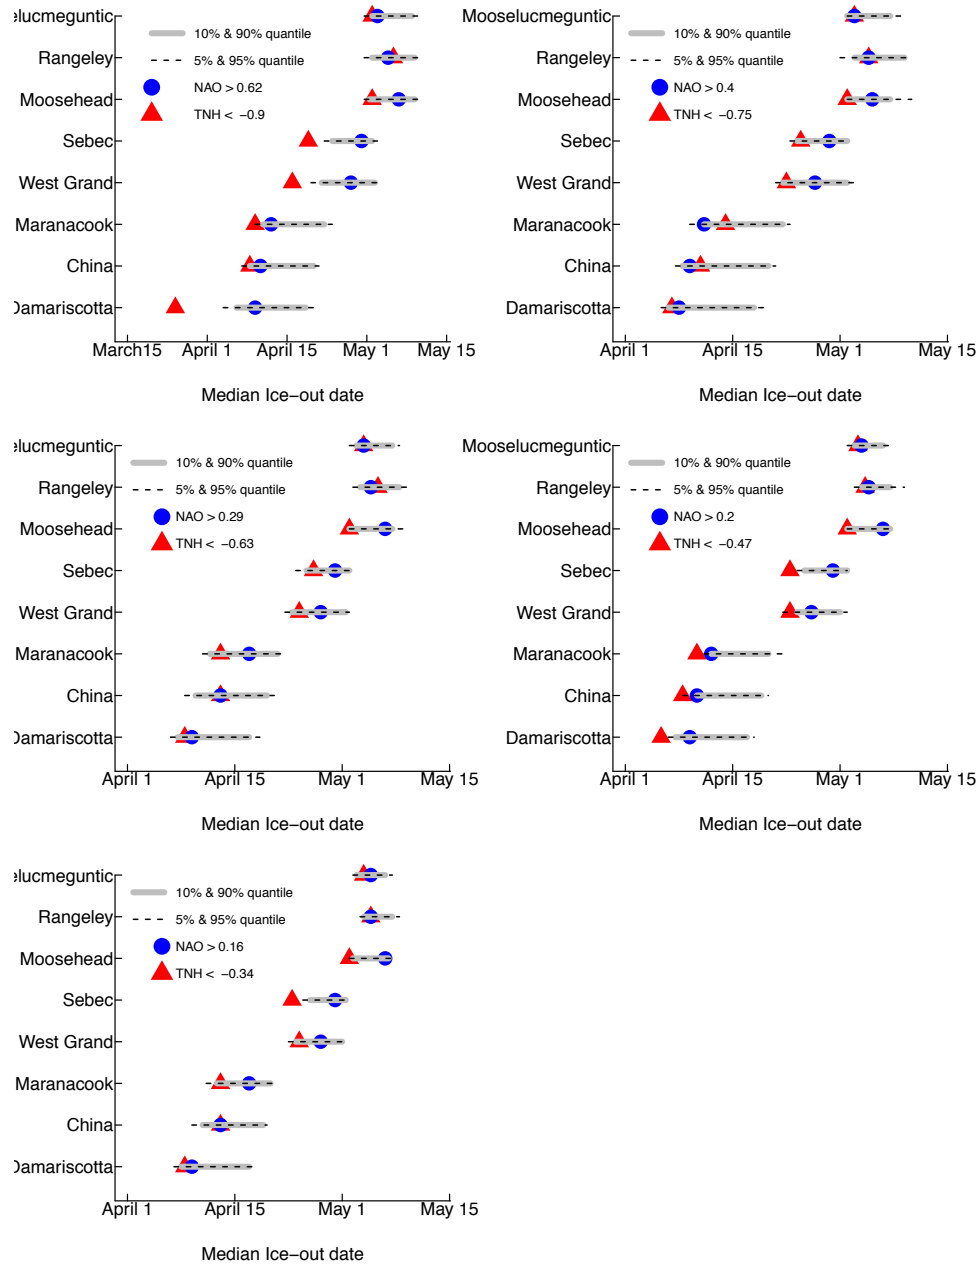 elucmeguntic
10% & 90% quantile
Rangeley
5% & 95% quantile
NAO > 0.62
Moosehead
TNH < −0.9
Sebec
West Grand
Maranacook
China
Damariscotta
March15 April 1 April 15 May 1 May 15
Median Ice−out date
Mooselucmeguntic
10% & 90% quantile
Rangeley
5% & 95% quantile
NAO > 0.4
Moosehead
TNH < −0.75
Sebec
West Grand
Maranacook
China
Damariscotta
April 1 April 15 May 1 May 15
Median Ice−out date
elucmeguntic
10% & 90% quantile
Rangeley
5% & 95% quantile
NAO > 0.29
Moosehead
TNH < −0.63
Sebec
West Grand
Maranacook
China
Damariscotta
April 1 April 15 May 1 May 15
Median Ice−out date
Mooselucmeguntic
10% & 90% quantile
Rangeley
5% & 95% quantile
NAO > 0.2
Moosehead
TNH < −0.47
Sebec
West Grand
Maranacook
China
Damariscotta
April 1 April 15 May 1 May 15
Median Ice−out date
elucmeguntic
10% & 90% quantile
Rangeley
5% & 95% quantile
NAO > 0.16
Moosehead
TNH < −0.34
Sebec
West Grand
Maranacook
China
Damariscotta
April 1 April 15 May 1 May 15
Median Ice−out date